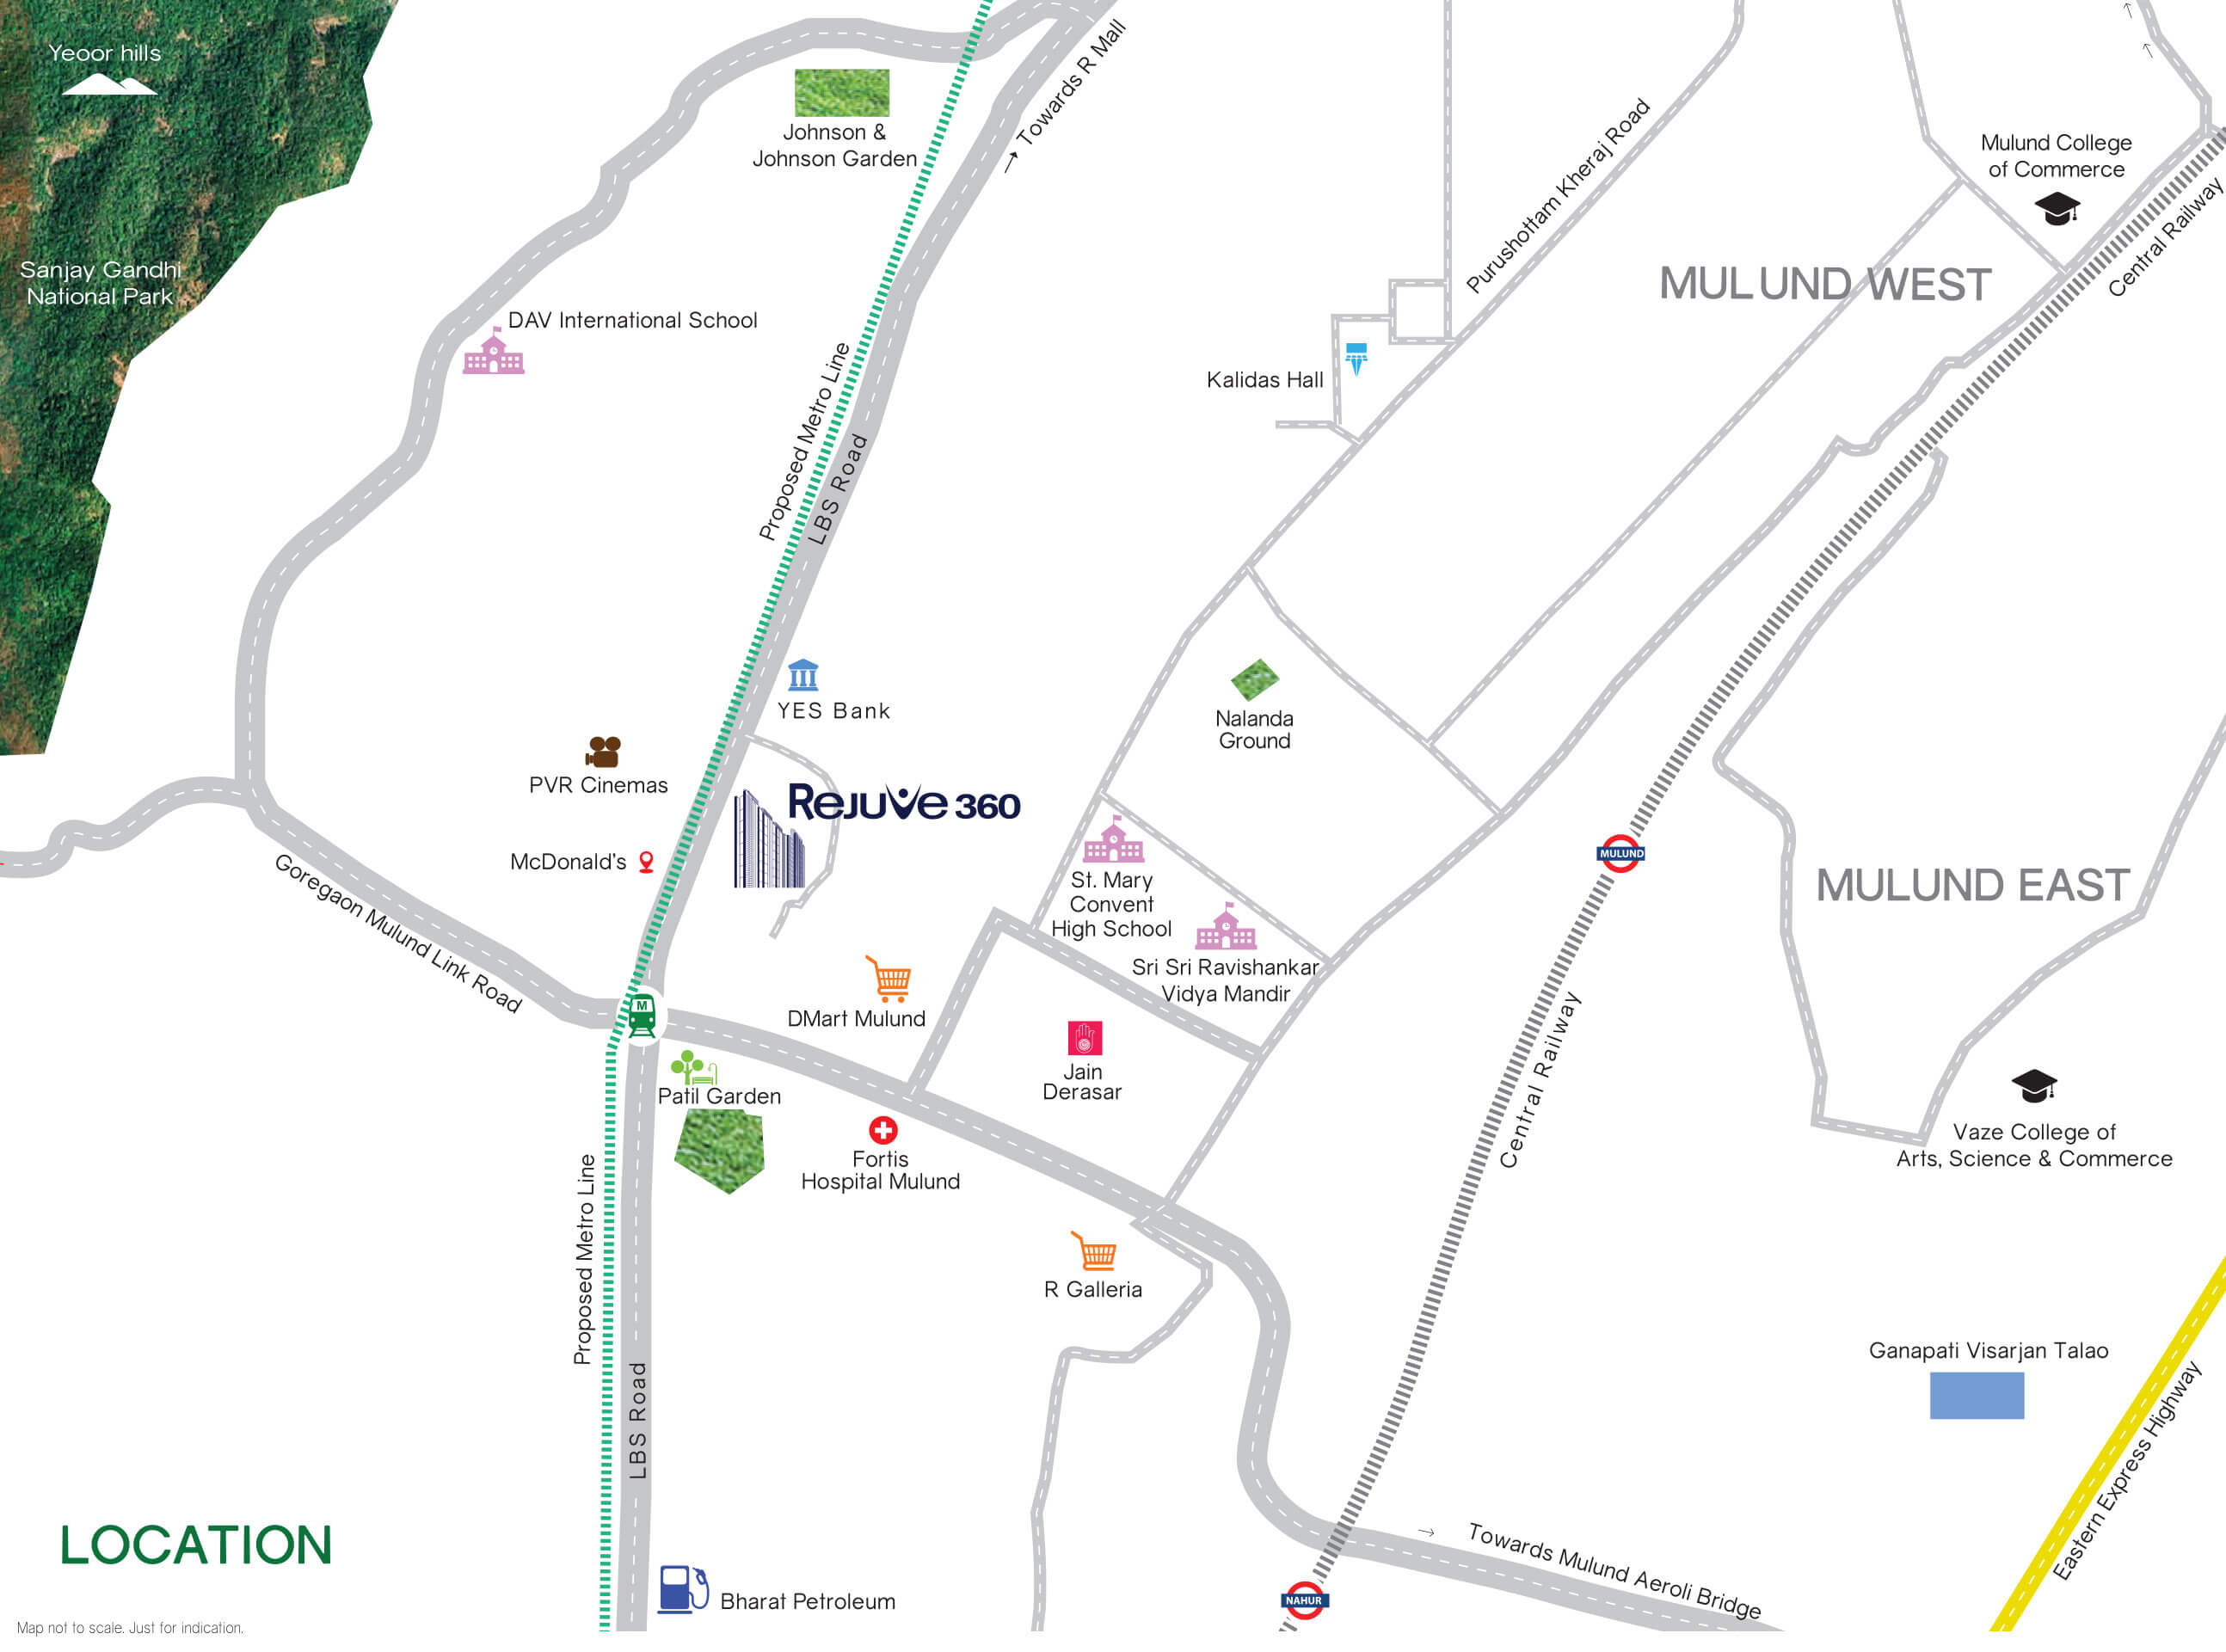 Yeoor hills
Sanjay Gandhi
National Park
Johnson &
Johnson Garden
→ Towards R Mall
Purushottam Kheraj Road
Mulund College
of Commerce
Central Railway
MULUND WEST
DAV International School
Proposed Metro Line
LBS Road
Kalidas Hall
YES Bank
PVR Cinemas
Nalanda
Ground
REJUVE 360
McDonald's
Goregaon Mulund Link Road
MULUND
St. Mary
Convent
High School
Sri Sri Ravishankar
Vidya Mandir
MULUND EAST
M
DMart Mulund
Jain
Derasar
Central Railway
Patil Garden
Fortis
Hospital Mulund
Vaze College of
Arts, Science & Commerce
Proposed Metro Line
R Galleria
LBS Road
Ganapati Visarjan Talao
Eastern Express Highway
LOCATION
→ Towards Mulund Aeroli Bridge
NAHUR
Bharat Petroleum
Map not to scale. Just for indication.